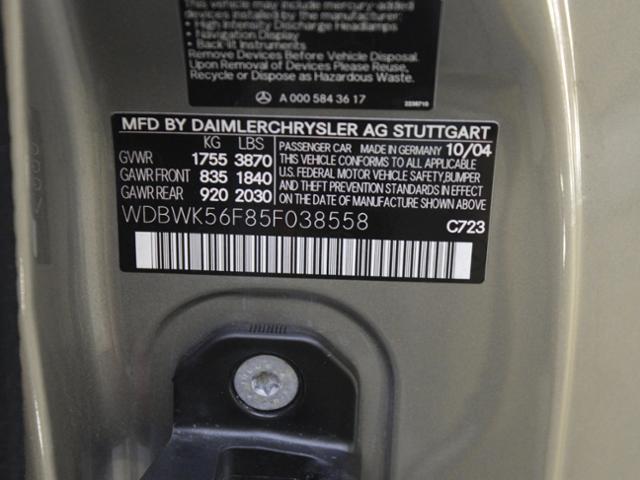 This vehicle may include mercury-added
devices installed by the manufacturer:
• High Intensity Discharge Headlamps
• Navigation Display
• Back lit Instruments
Remove Devices Before Vehicle Disposal.
Upon Removal of Devices Please Reuse,
Recycle or Dispose as Hazardous Waste.
A 000 584 36 17
MFD BY DAIMLERCHRYSLER AG STUTTGART
KG LBS PASSENGER CAR MADE IN GERMANY 10/04
GVWR 1755 3870 THIS VEHICLE CONFORMS TO ALL APPLICABLE
GAWR FRONT 835 1840 U.S. FEDERAL MOTOR VEHICLE SAFETY,BUMPER
GAWR REAR 920 2030 AND THEFT PREVENTION STANDARDS IN EFFECT
ON THE DATE OF MANUFACTURE SHOWN ABOVE
WDBWK56F85F038558 C723